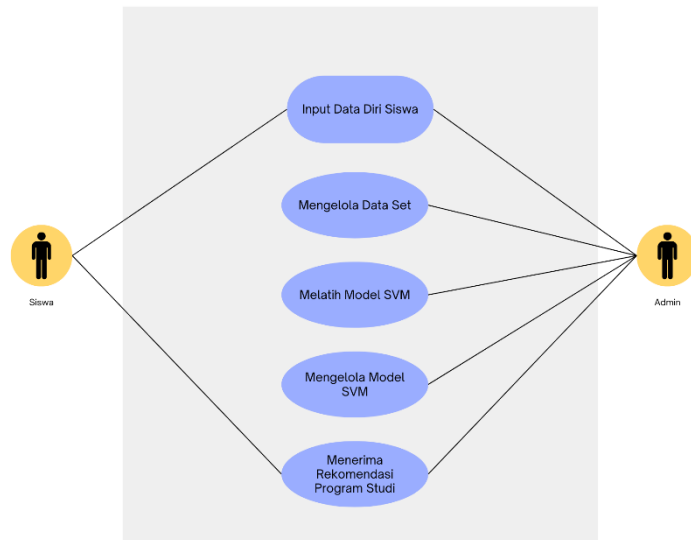 Input Data Diri Siswa
Mengelola Data Set
Siswa
Admin
Melatih Model SVM
Mengelola Model
SVM
Menerima
Rekomendasi
Program Studi